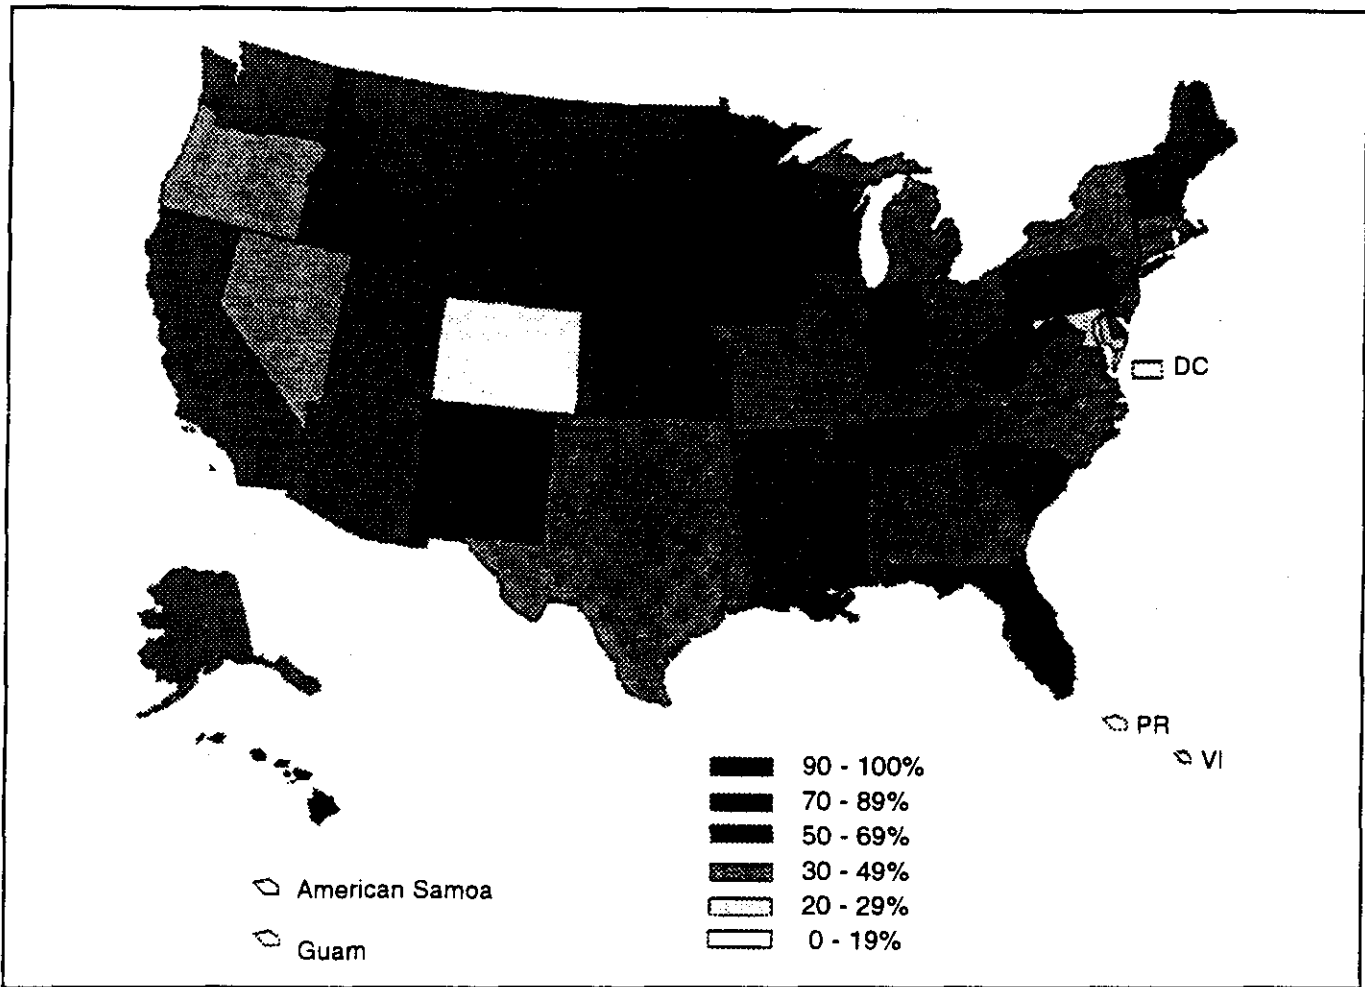 DC
PR
VI
90 - 100%
70 - 89%
50 - 69%
30 - 49%
20 - 29%
0 - 19%
American Samoa
Guam